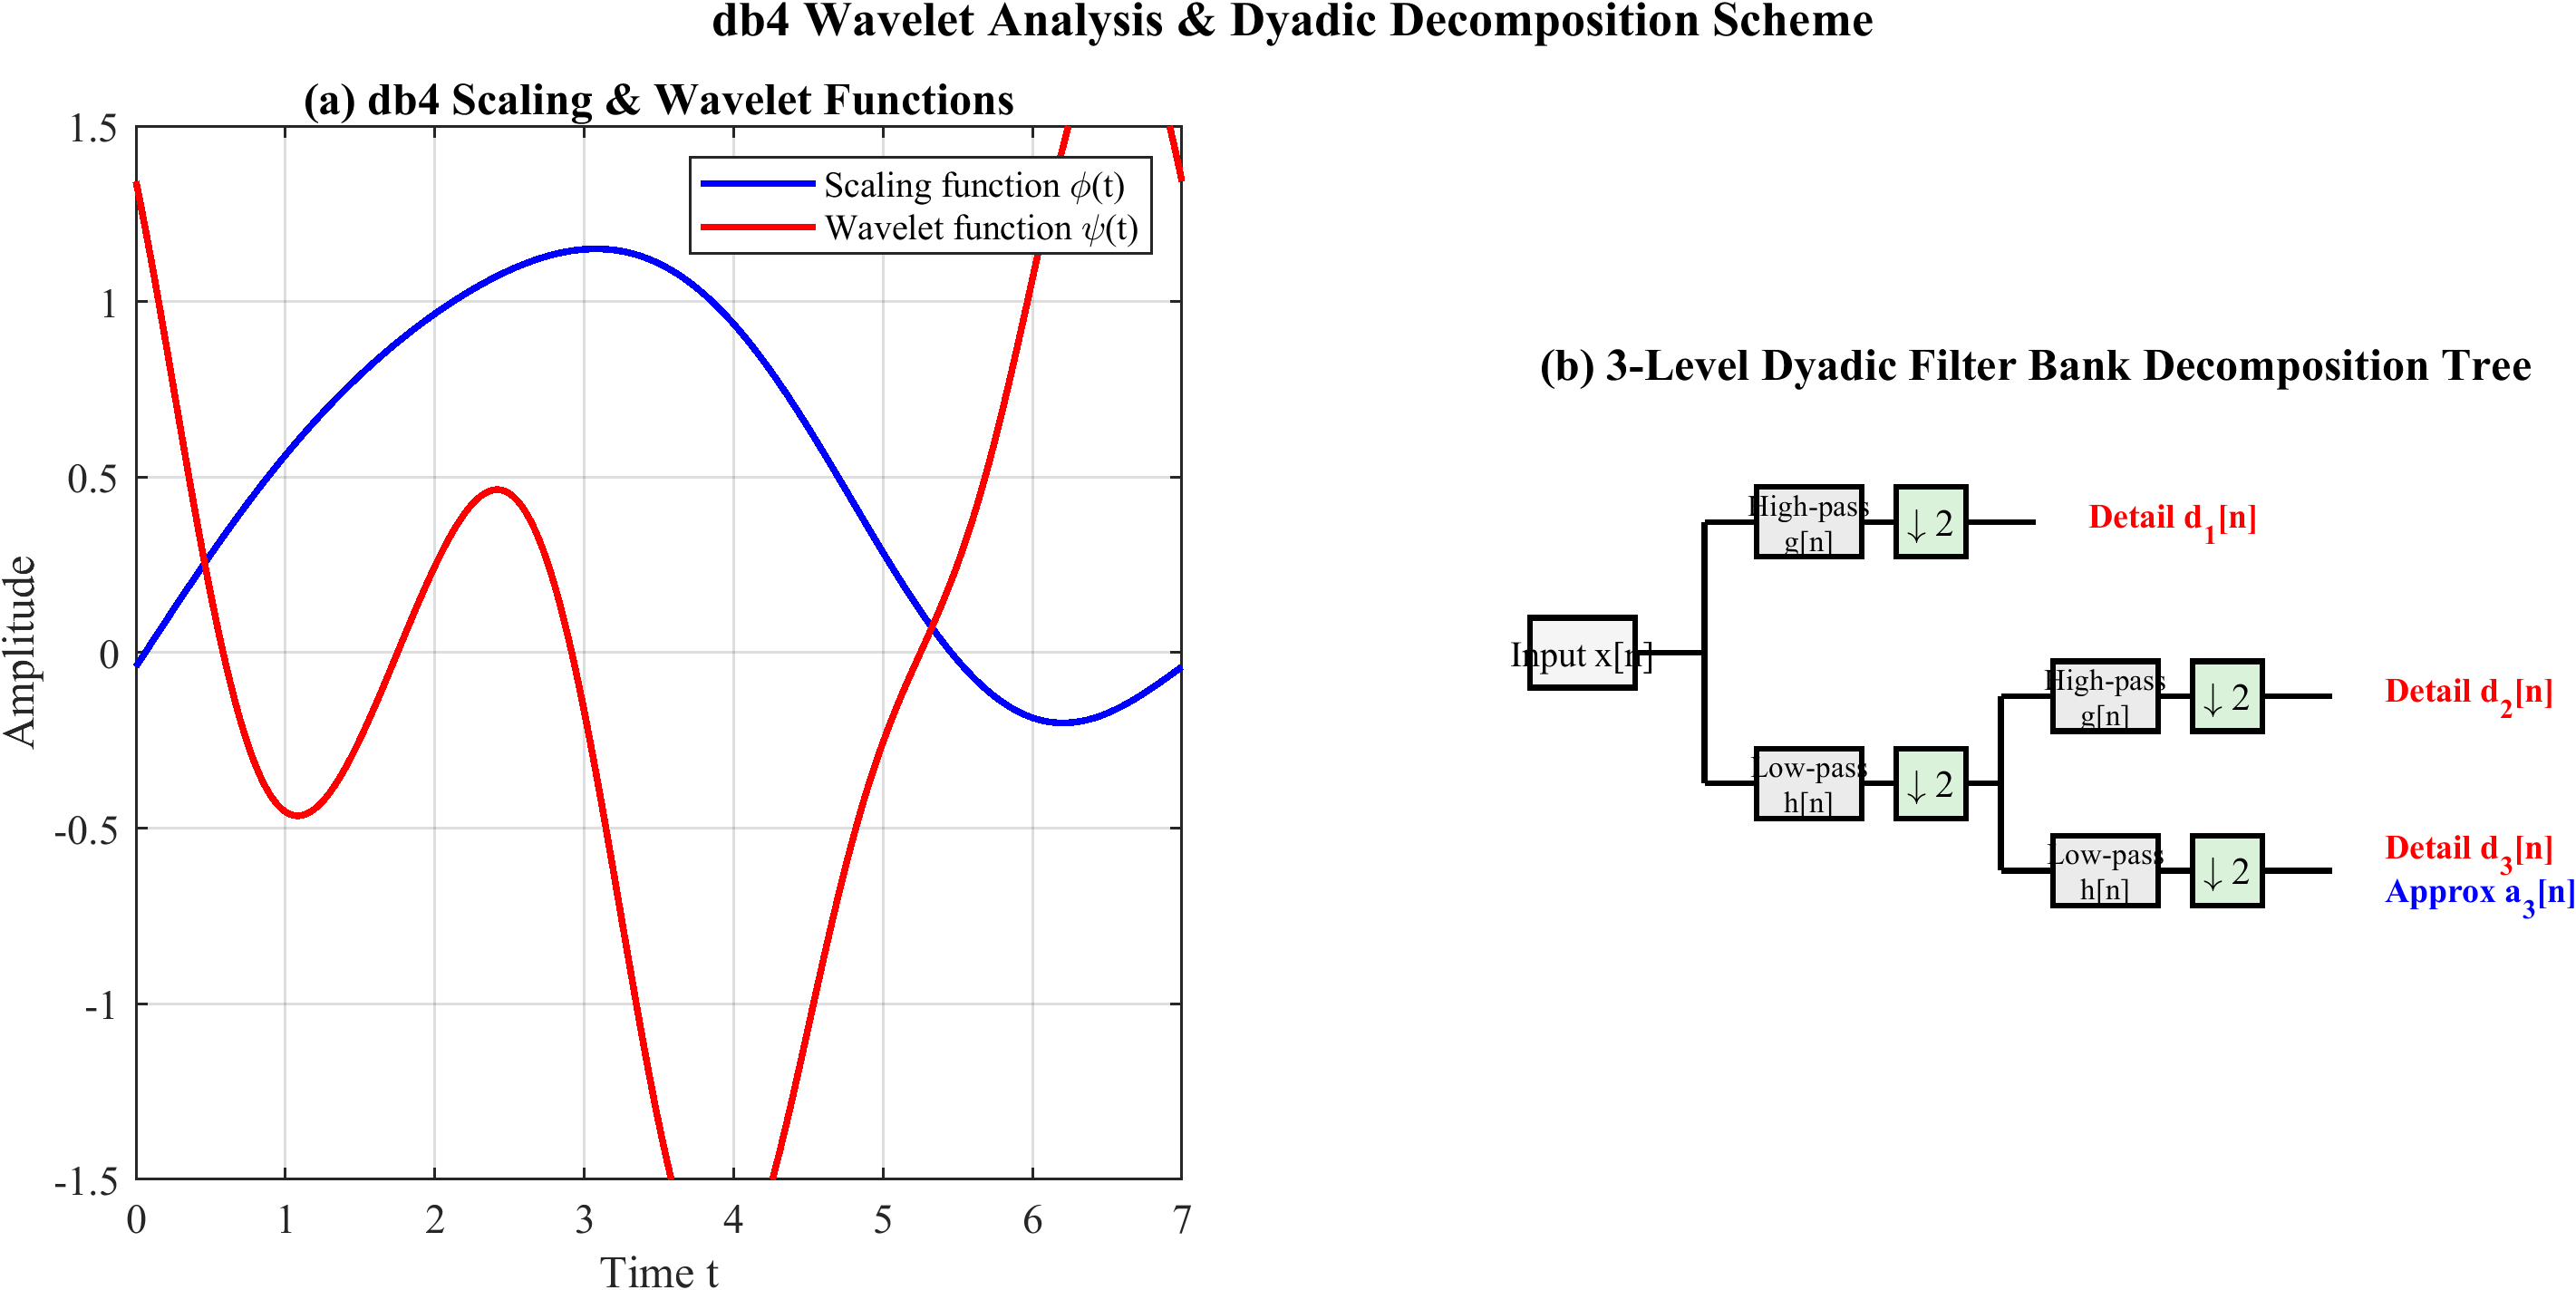 db4 Wavelet Analysis & Dyadic Decomposition Scheme
(a) db4 Scaling & Wavelet Functions
1.5
1
0.5
0
-0.5
-1
-1.5
Amplitude
Scaling function ϕ(t)
Wavelet function ψ(t)
0 1 2 3 4 5 6 7
Time t
(b) 3-Level Dyadic Filter Bank Decomposition Tree
High-pass
g[n]
↓ 2
Detail d₁[n]
Input x[n]
High-pass
g[n]
↓ 2
Detail d₂[n]
Low-pass
h[n]
↓ 2
Low-pass
h[n]
↓ 2
Detail d₃[n]
Approx a₃[n]